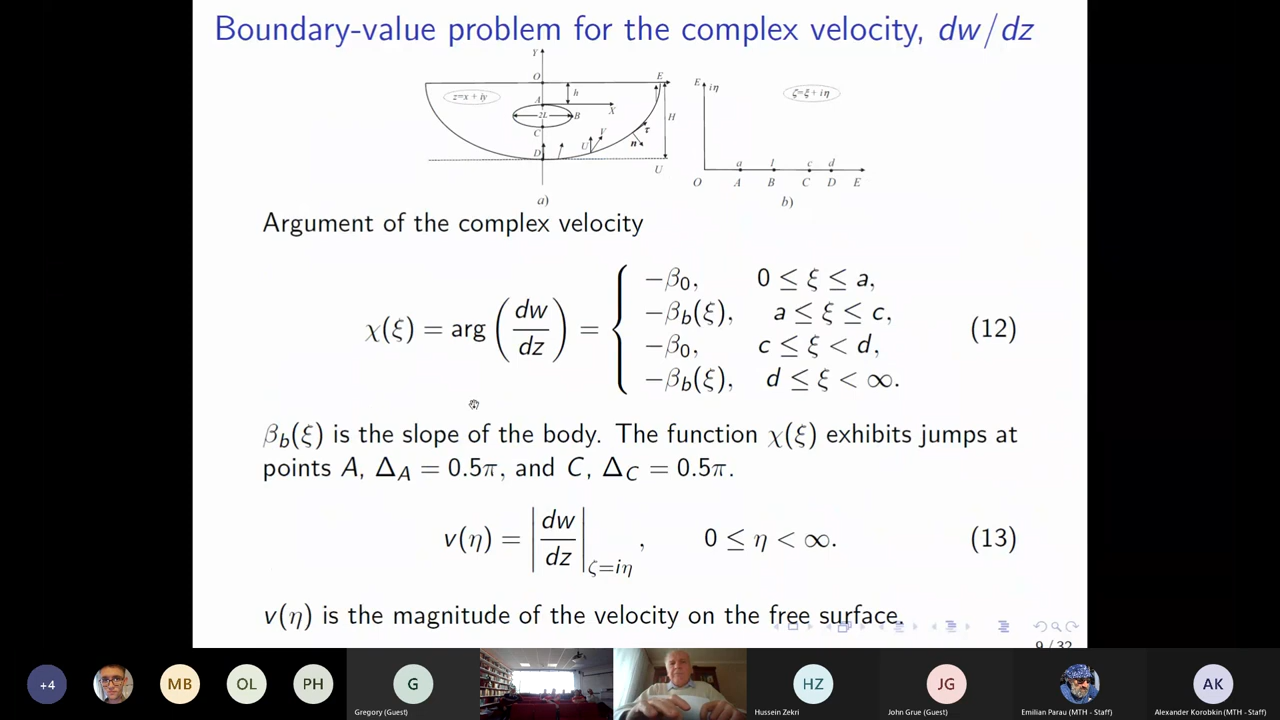 Boundary-value problem for the complex velocity, dw/dz
Y
O
E
z=x + iy
h
A
X
2L
B
H
C
V
τ
U
n
D
U
a)
E
iη
ζ=ξ+ iη
a
1
c
d
O
A
B
C
D
E
b)
Argument of the complex velocity
χ(ξ) = arg (dw/dz) = { −β₀, 0 ≤ ξ ≤ a,
−β_b(ξ), a ≤ ξ ≤ c,
−β₀, c ≤ ξ < d,
−β_b(ξ), d ≤ ξ < ∞.
(12)
β_b(ξ) is the slope of the body. The function χ(ξ) exhibits jumps at
points A, Δ_A = 0.5π, and C, Δ_C = 0.5π.
v(η) = |dw/dz|_ζ=iη , 0 ≤ η < ∞. (13)
v(η) is the magnitude of the velocity on the free surface.
9 / 32
+4
MB
OL
PH
G
HZ
JG
AK
Gregory (Guest)
Hussein Zekri
John Grue (Guest)
Emilian Parau (MTH - Staff)
Alexander Korobkin (MTH - Staff)